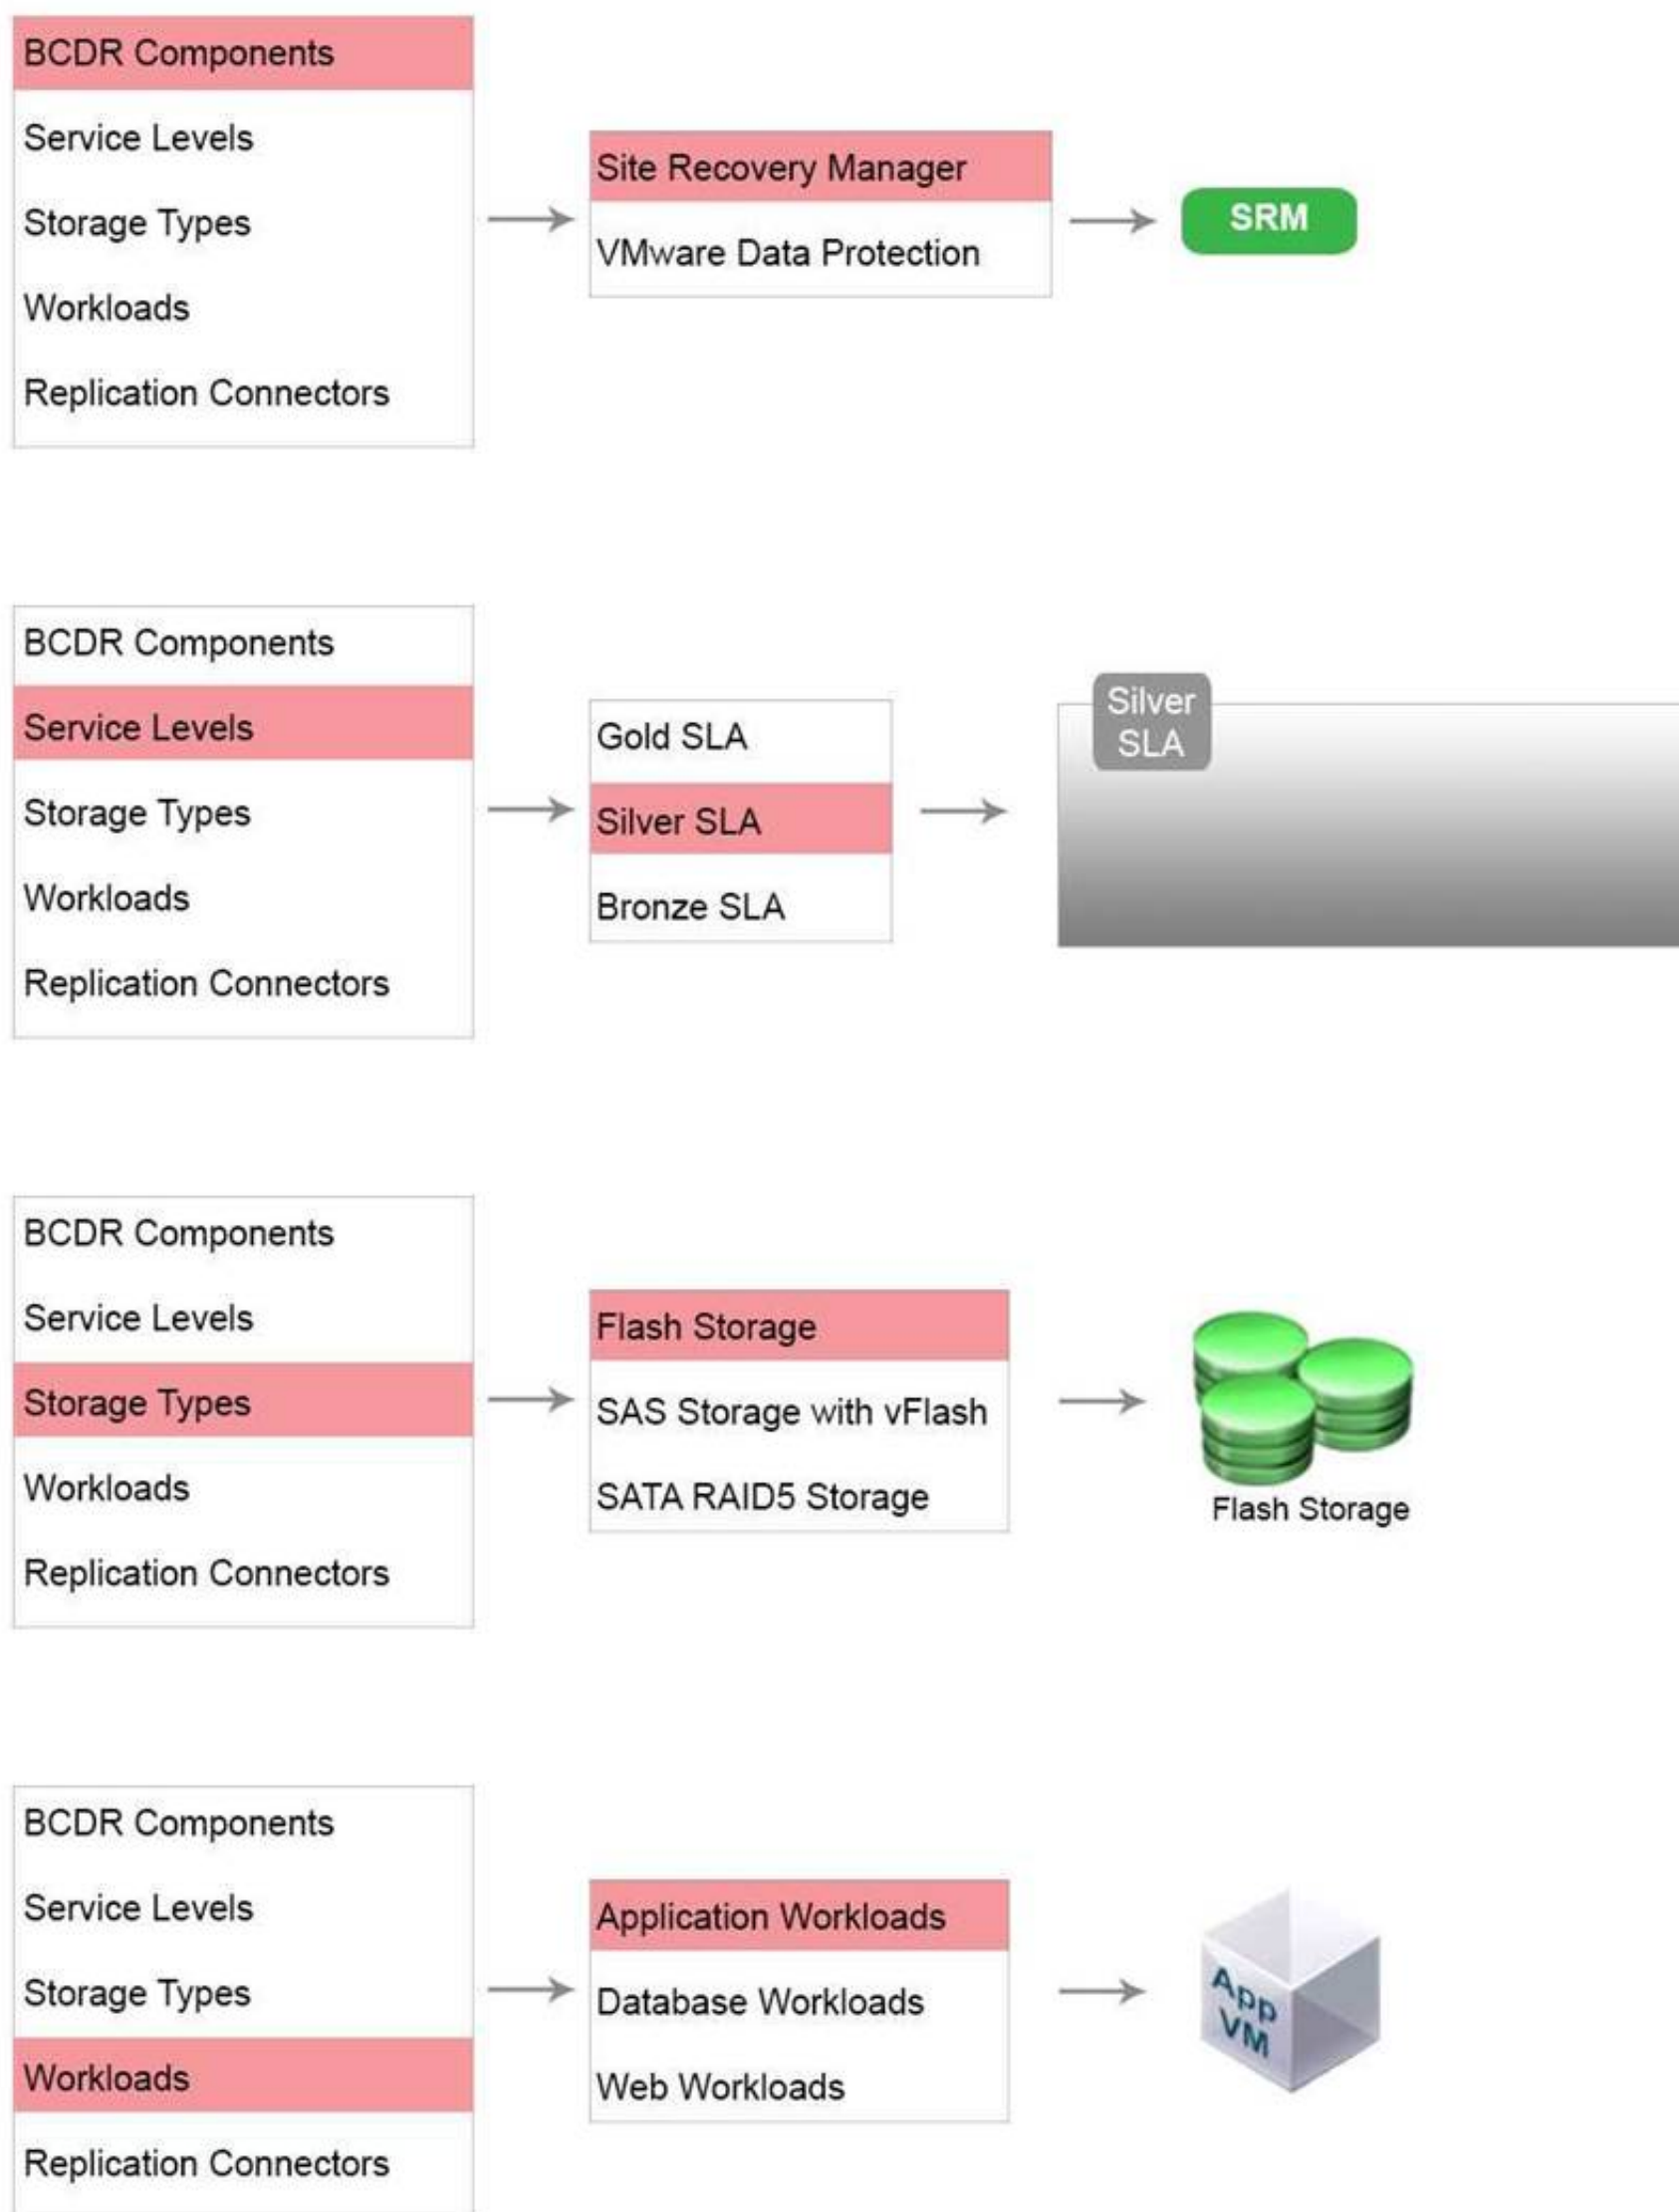 BCDR Components
Service Levels
Storage Types
Workloads
Replication Connectors
Site Recovery Manager
VMware Data Protection
SRM
BCDR Components
Service Levels
Storage Types
Workloads
Replication Connectors
Gold SLA
Silver SLA
Bronze SLA
Silver
SLA
BCDR Components
Service Levels
Storage Types
Workloads
Replication Connectors
Flash Storage
SAS Storage with vFlash
SATA RAID5 Storage
Flash Storage
BCDR Components
Service Levels
Storage Types
Workloads
Replication Connectors
Application Workloads
Database Workloads
Web Workloads
App
VM